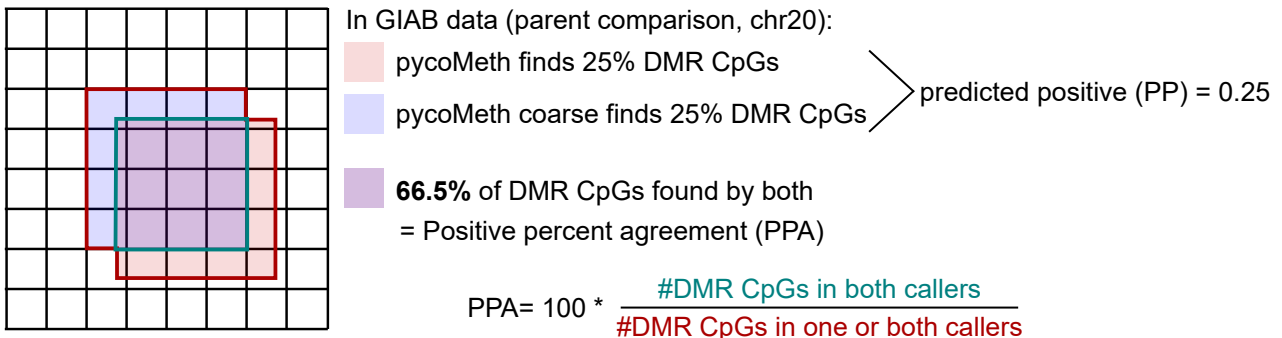 In GIAB data (parent comparison, chr20):
pycoMeth finds 25% DMR CpGs
predicted positive (PP) = 0.25
pycoMeth coarse finds 25% DMR CpGs
66.5% of DMR CpGs found by both
= Positive percent agreement (PPA)
PPA= 100 * #DMR CpGs in both callers
#DMR CpGs in one or both callers